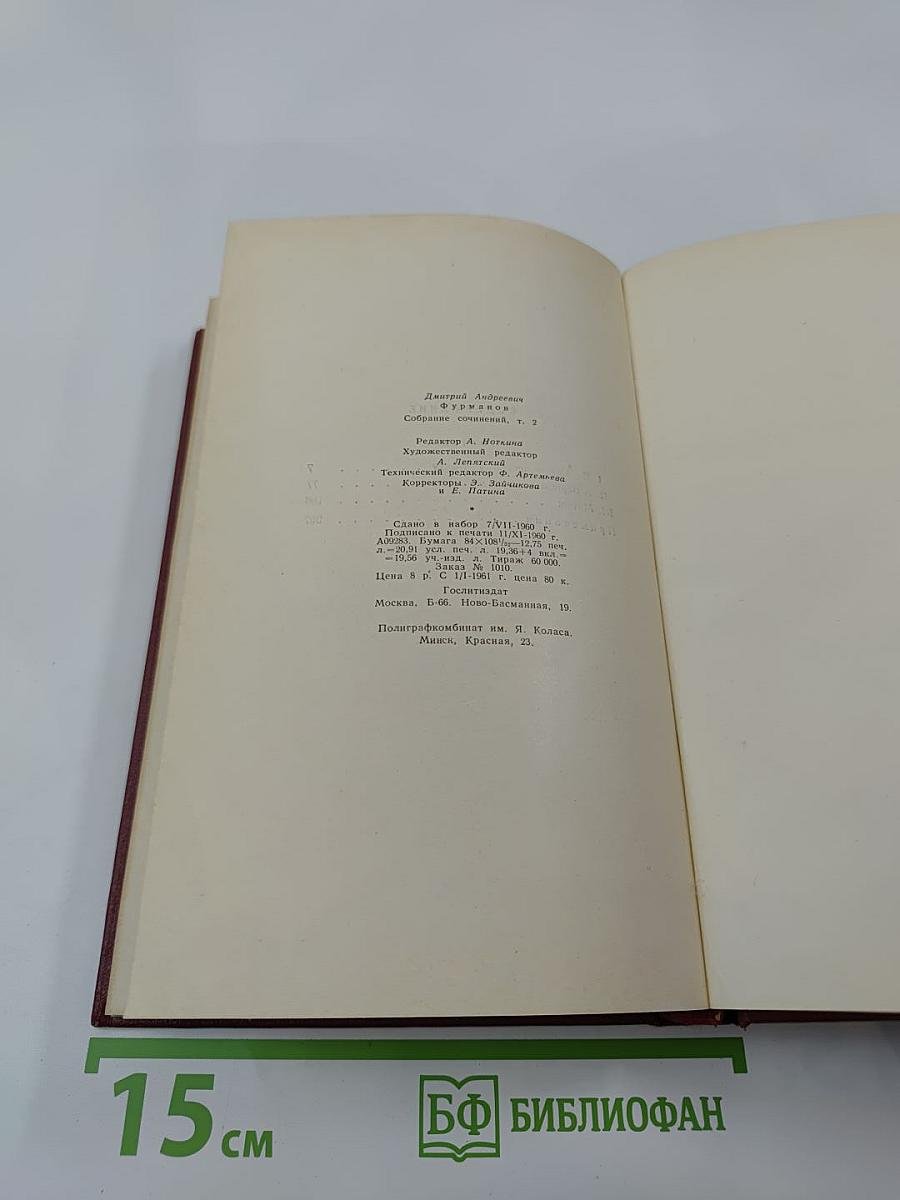 Дмитрий Андреевич
Фурманов
Собрание сочинений, т. 2
Редактор А. Ноткина
Художественный редактор
А. Лепятский
Технический редактор Ф. Артемьева
Корректоры Э. Зайчикова
и Е. Патина
*
Сдано в набор 7/VII-1960 г.
Подписано к печати 11/XI-1960 г.
А09283. Бумага 84×108¹/₃₂—12,75 печ.
л.=20,91 усл. печ. л. 19,36+4 вкл.=
=19,56 уч.-изд. л. Тираж 60 000.
Заказ № 1010.
Цена 8 р. С 1/I-1961 г. цена 80 к.
Гослитиздат
Москва, Б-66. Ново-Басманная, 19.
Полиграфкомбинат им. Я. Коласа.
Минск, Красная, 23.
15 см
БФ БИБЛИОФАН